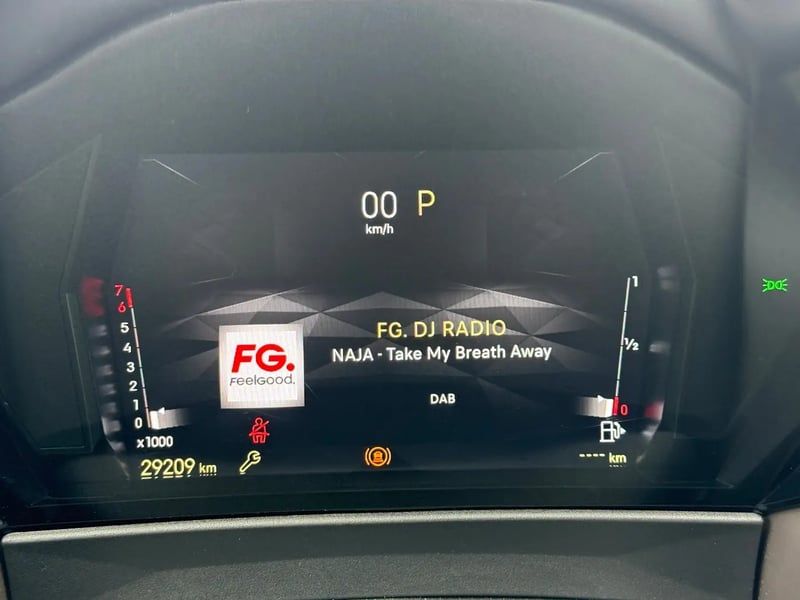 00 P
km/h
7
6
5
4
3
2
1
0
x1000
1
1/2
0
FG. DJ RADIO
NAJA - Take My Breath Away
DAB
FG.
Feelgood.
29209 km
---- km